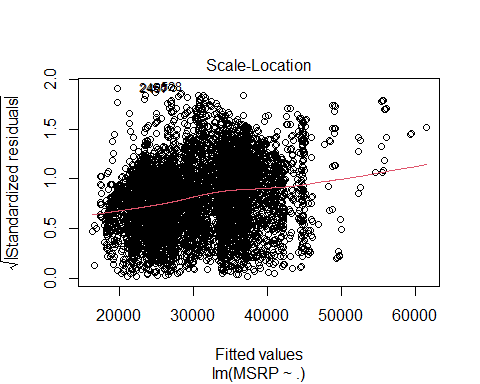 Scale-Location
√|Standardized residuals|
2.0
1.5
1.0
0.5
0.0
20000 30000 40000 50000 60000
Fitted values
lm(MSRP ~ .)